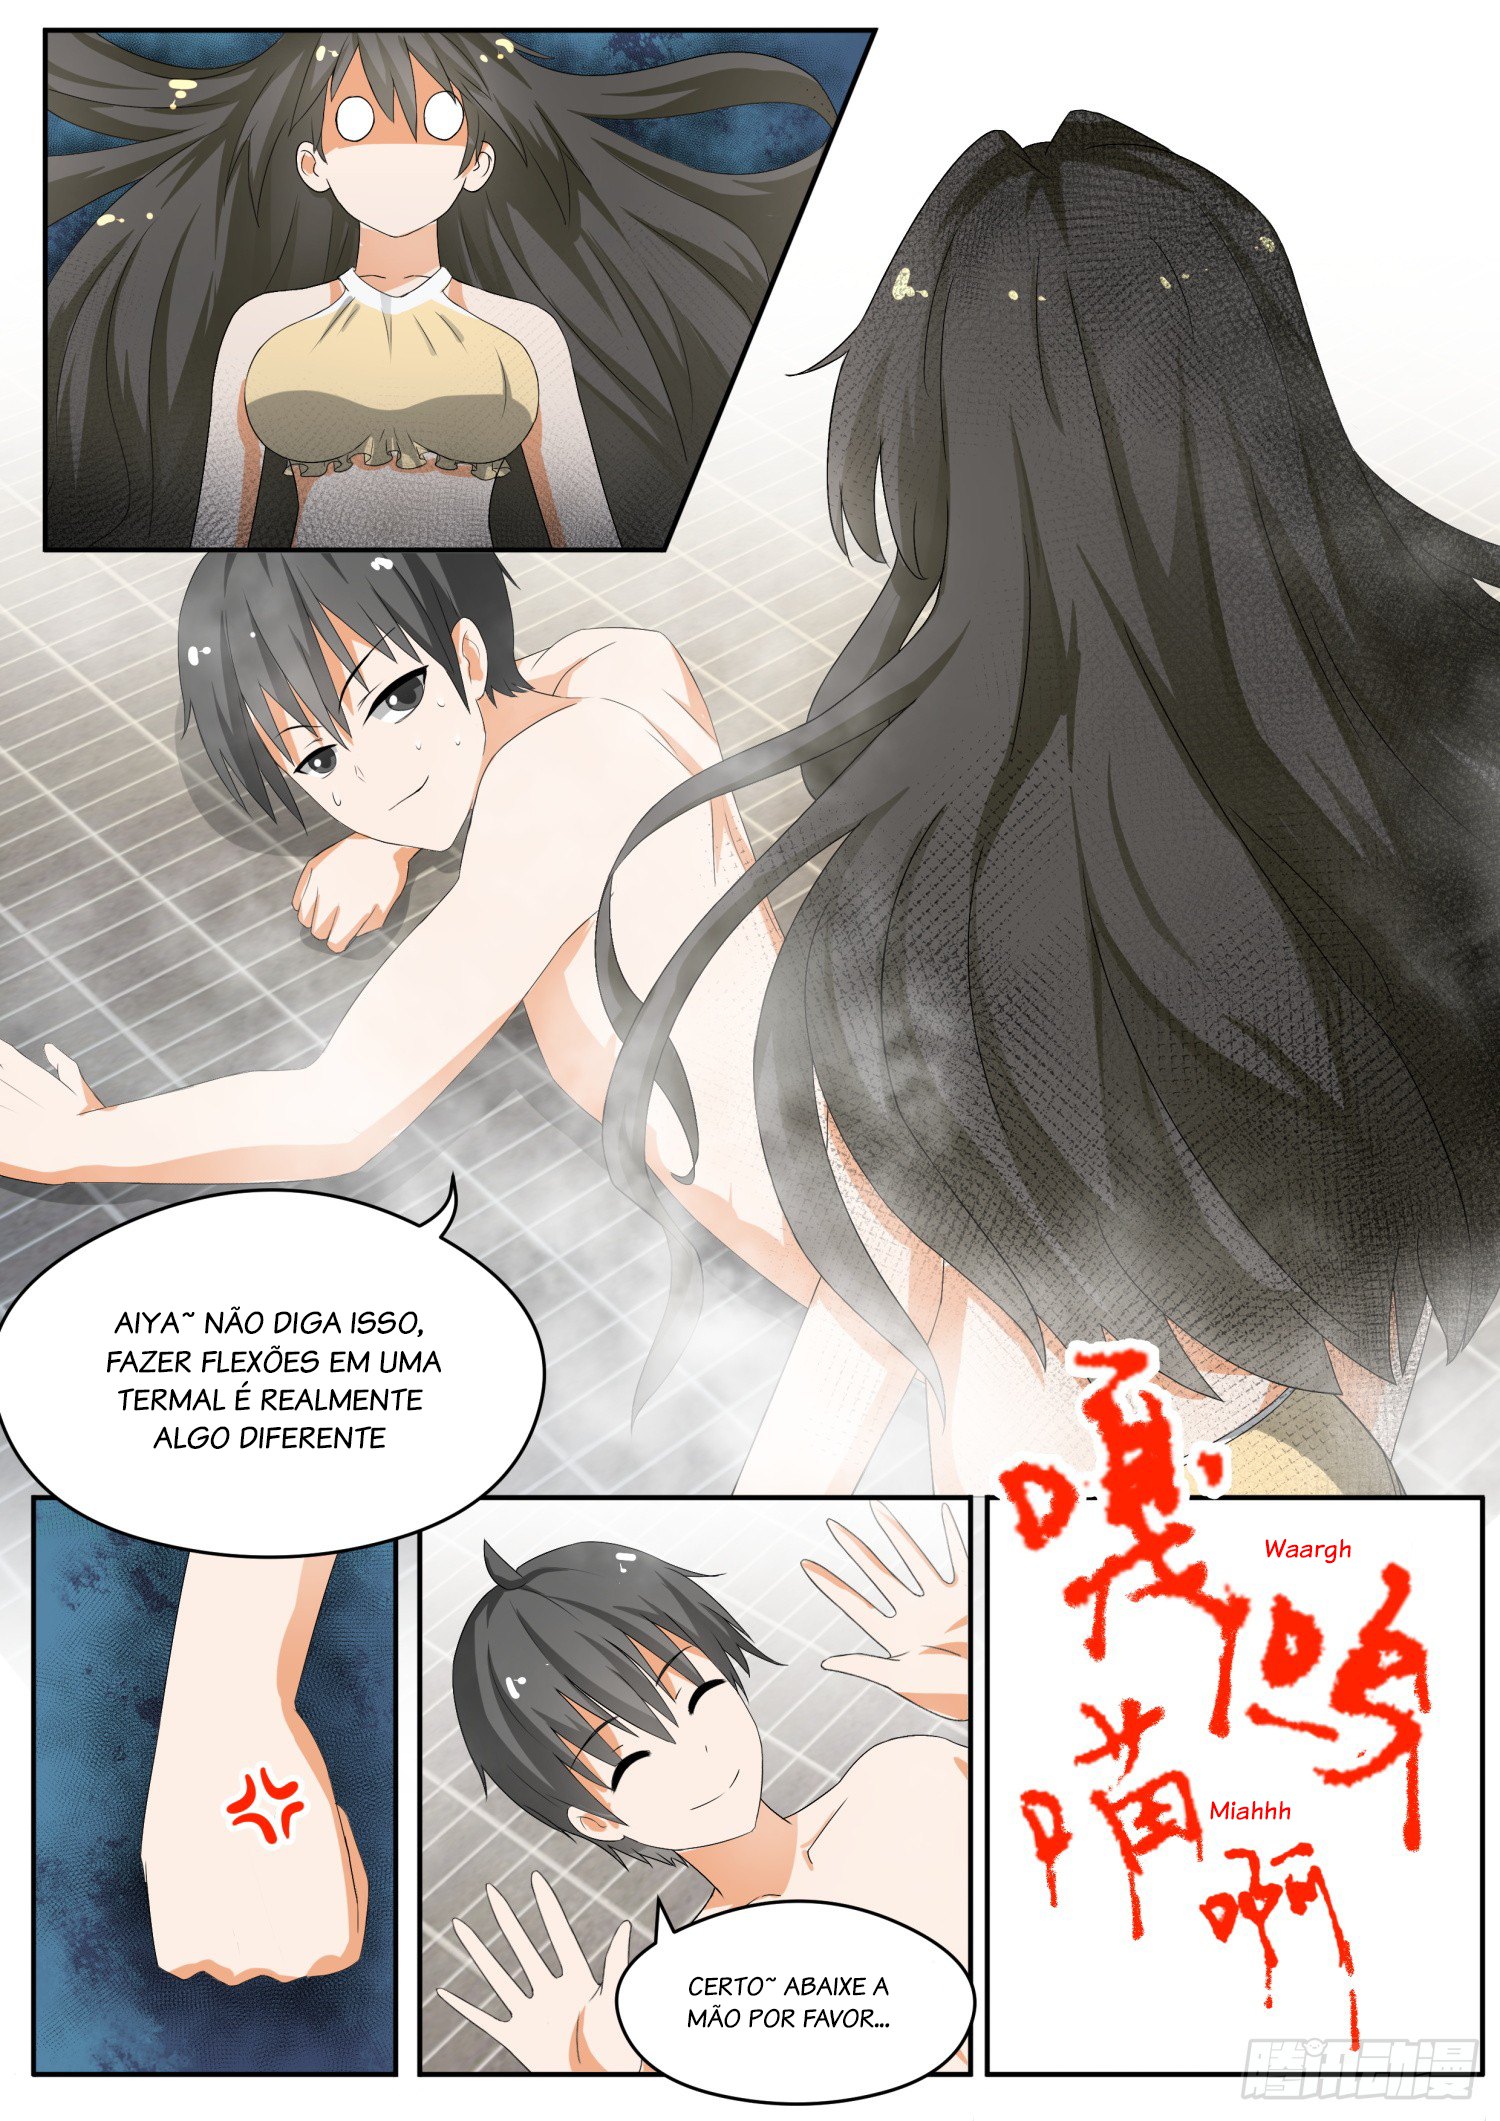 AIYA~ NÃO DIGA ISSO,
FAZER FLEXÕES EM UMA
TERMAL É REALMENTE
ALGO DIFERENTE
CERTO~ ABAIXE A
MÃO POR FAVOR...
嘎
Waargh
呜
喵
Miahhh
啊
腾讯动漫